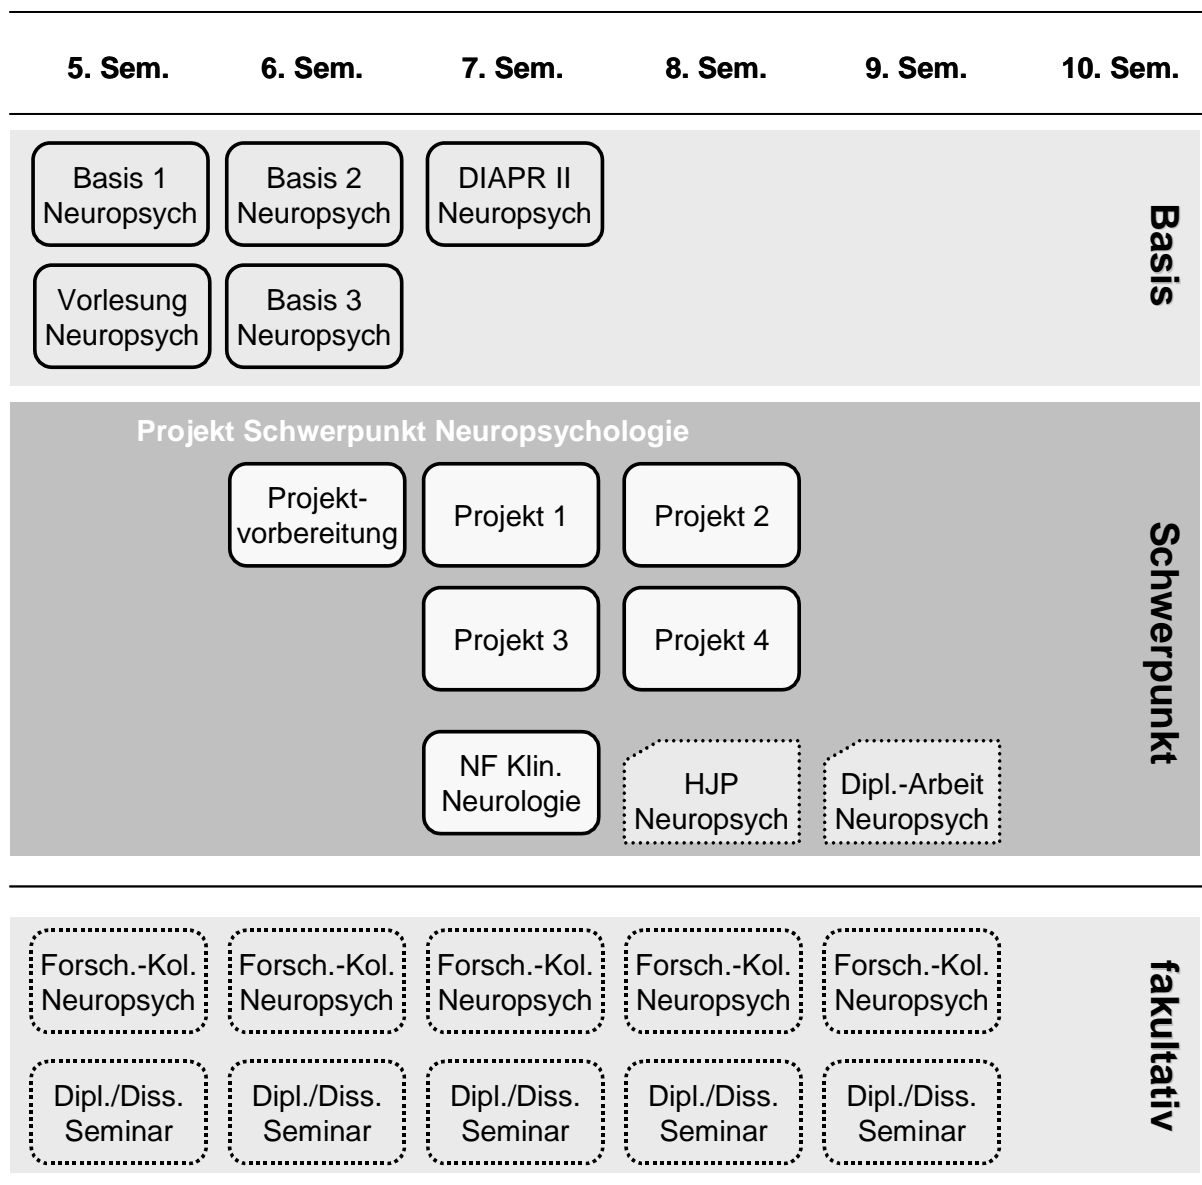 5. Sem. 6. Sem. 7. Sem. 8. Sem. 9. Sem. 10. Sem.
Basis 1 Basis 2 DIAPR II
Neuropsych Neuropsych Neuropsych
Vorlesung Basis 3
Neuropsych Neuropsych
Basis
Projekt Schwerpunkt Neuropsychologie
Projekt-
vorbereitung
Projekt 1
Projekt 2
Projekt 3
Projekt 4
NF Klin.
Neurologie
HJP
Neuropsych
Dipl.-Arbeit
Neuropsych
Schwerpunkt
Forsch.-Kol. Forsch.-Kol. Forsch.-Kol. Forsch.-Kol. Forsch.-Kol.
Neuropsych Neuropsych Neuropsych Neuropsych Neuropsych
Dipl./Diss. Dipl./Diss. Dipl./Diss. Dipl./Diss. Dipl./Diss.
Seminar Seminar Seminar Seminar Seminar
fakultativ